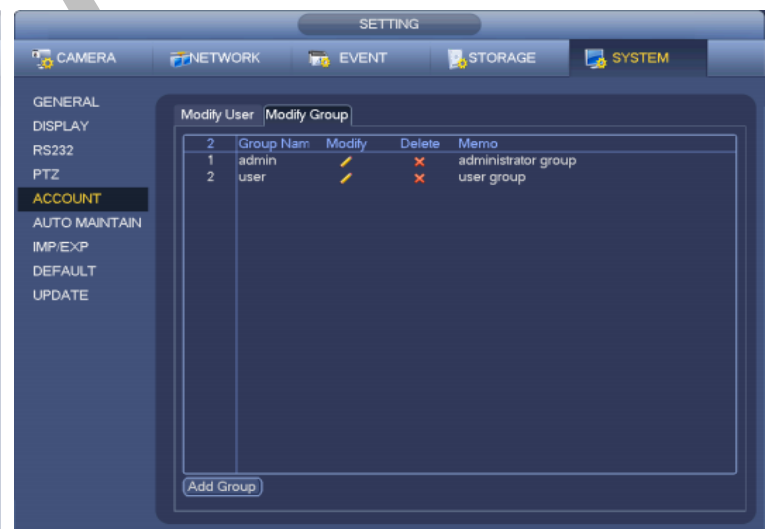 SETTING
CAMERA NETWORK EVENT STORAGE SYSTEM
GENERAL
DISPLAY
RS232
PTZ
ACCOUNT
AUTO MAINTAIN
IMP/EXP
DEFAULT
UPDATE
Modify User Modify Group
2 Group Nam Modify Delete Memo
1 admin administrator group
2 user user group
Add Group